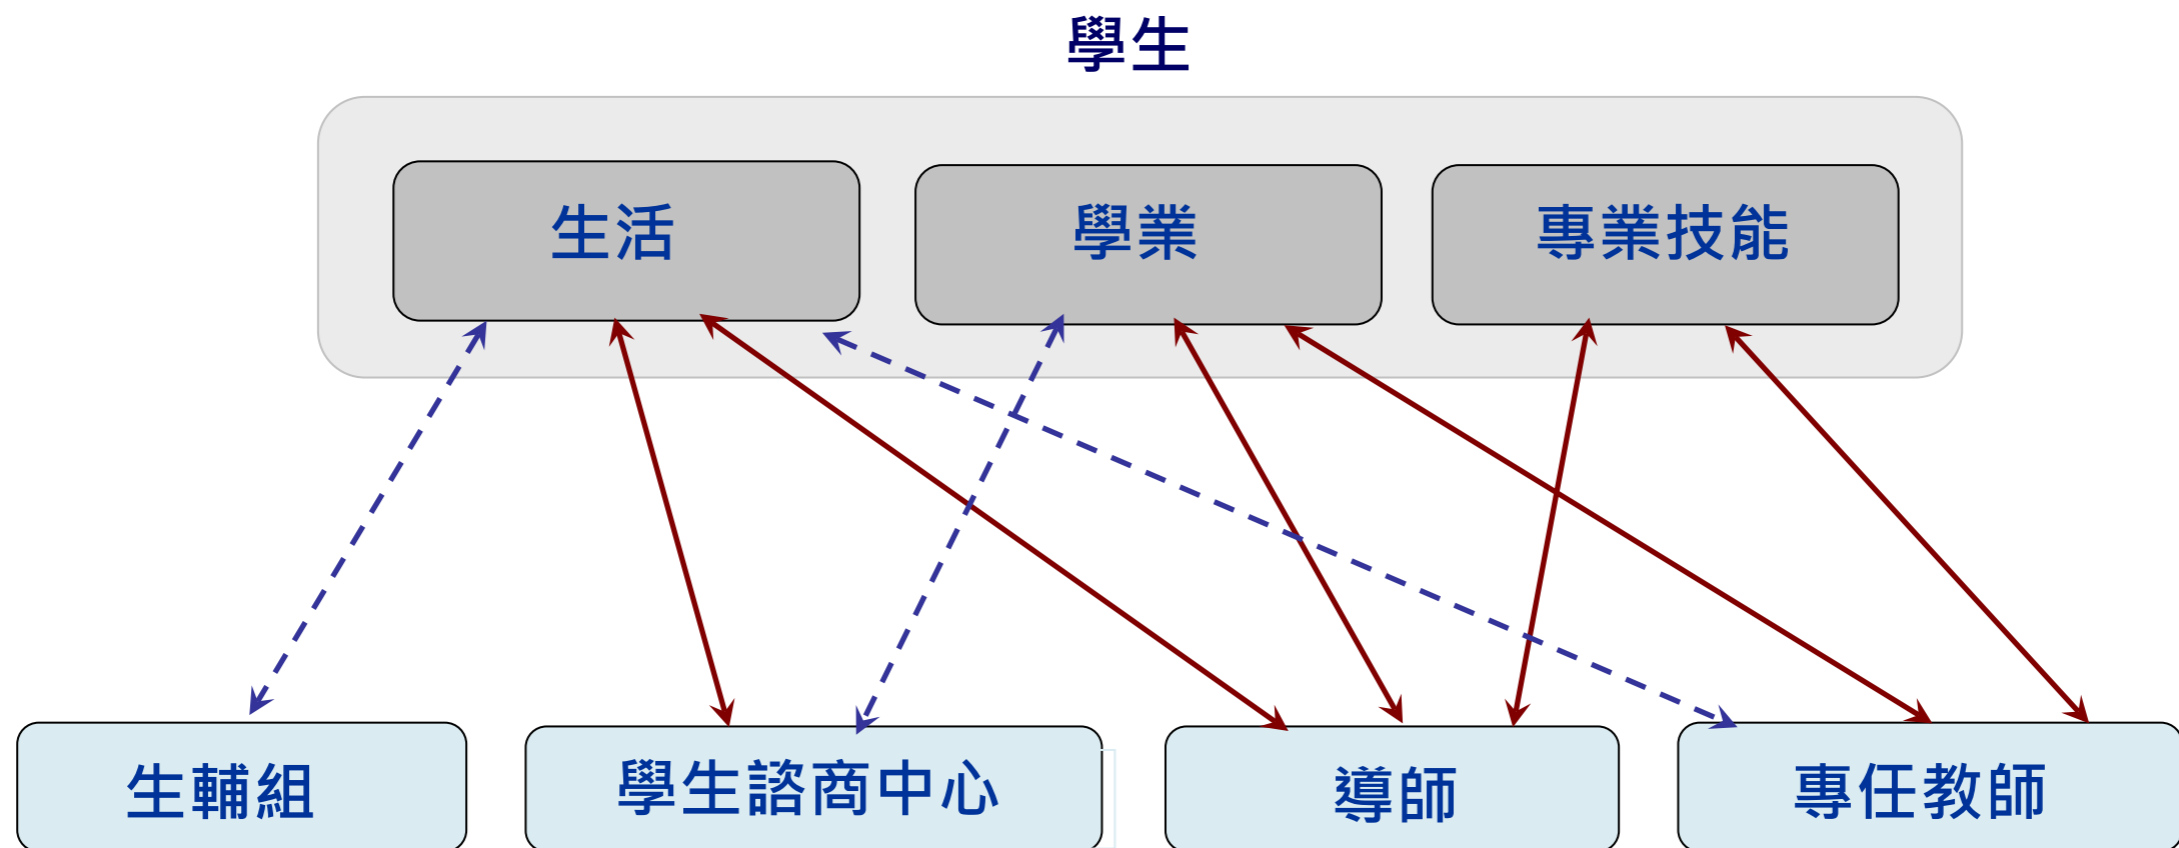 學生
生活
學業
專業技能
生輔組
學生諮商中心
導師
專任教師